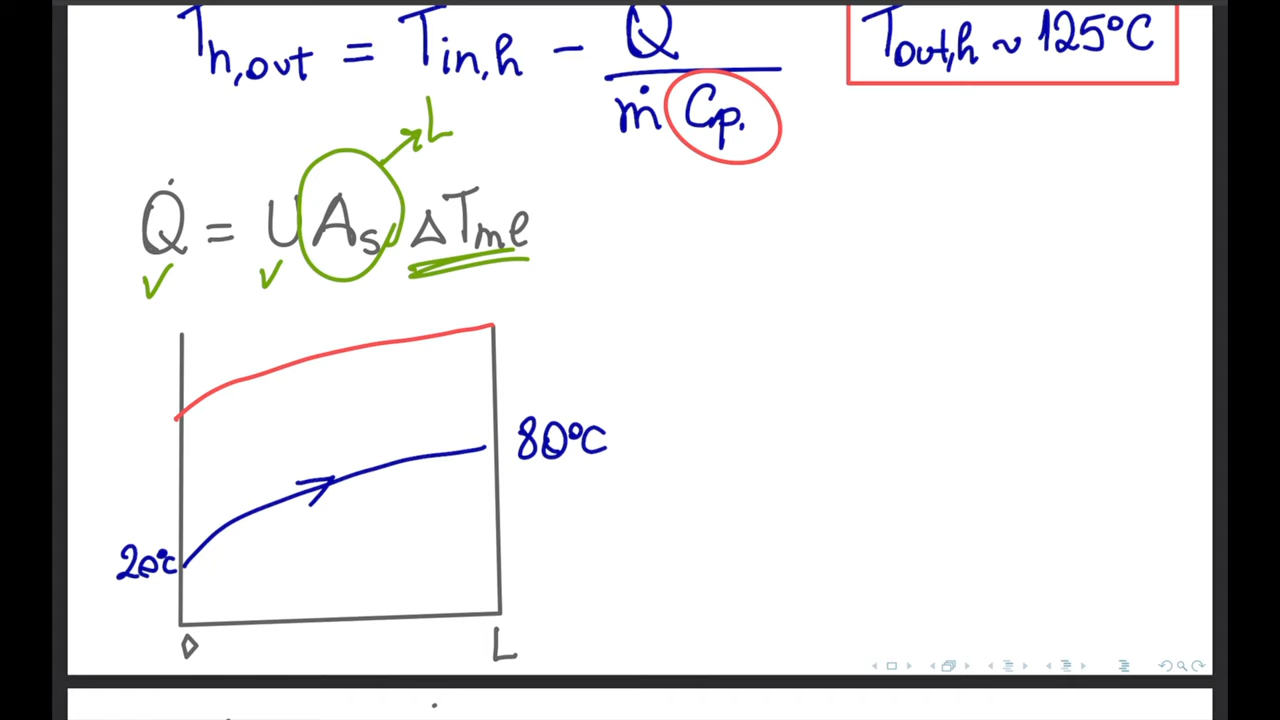 T_h,out = T_in,h - Q / ṁ Cp.
T_out,h ~ 125°C
L
Q̇ = U A_s ΔT_ml
80°C
20°C
0
L